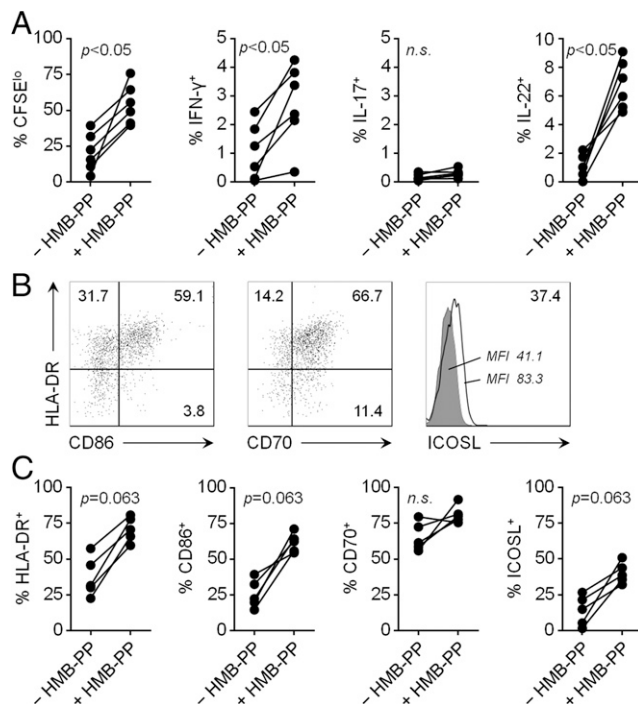 A
% CFSElo
100
75
50
25
0
p<0.05
− HMB-PP
+ HMB-PP
% IFN-γ+
5
4
3
2
1
0
p<0.05
− HMB-PP
+ HMB-PP
% IL-17+
5
4
3
2
1
0
n.s.
− HMB-PP
+ HMB-PP
% IL-22+
10
8
6
4
2
0
p<0.05
− HMB-PP
+ HMB-PP
B
HLA-DR
31.7
59.1
3.8
CD86
14.2
66.7
11.4
CD70
37.4
MFI 41.1
MFI 83.3
ICOSL
C
% HLA-DR+
100
75
50
25
0
p=0.063
− HMB-PP
+ HMB-PP
% CD86+
100
75
50
25
0
p=0.063
− HMB-PP
+ HMB-PP
% CD70+
100
75
50
25
0
n.s.
− HMB-PP
+ HMB-PP
% ICOSL+
100
75
50
25
0
p=0.063
− HMB-PP
+ HMB-PP